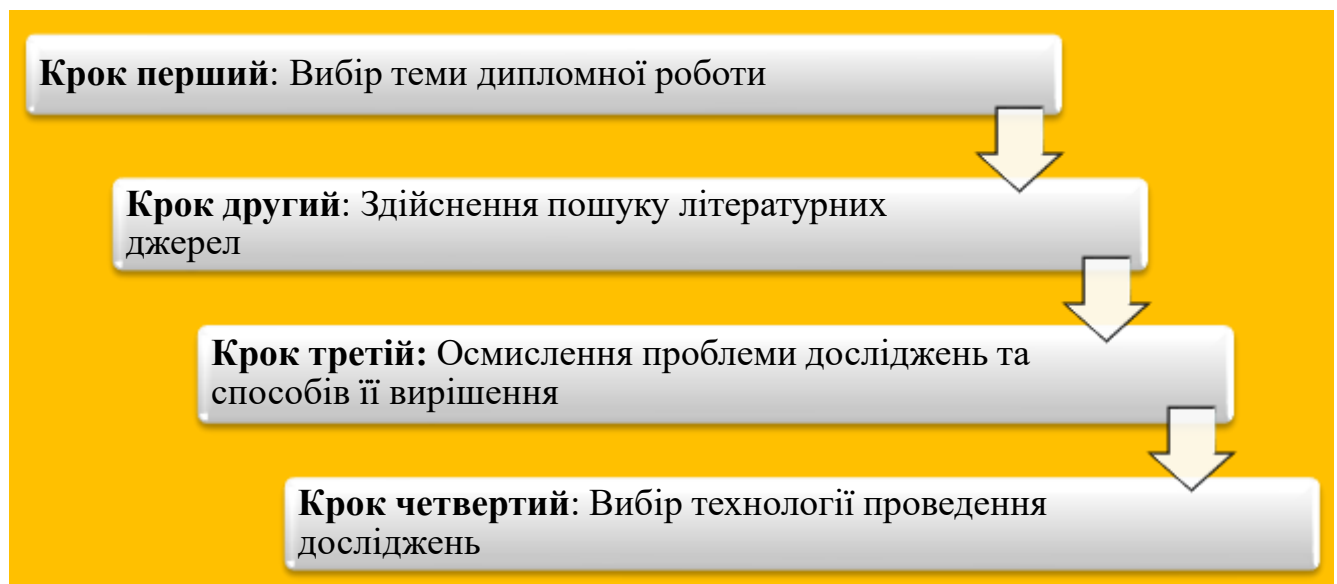 Крок перший: Вибір теми дипломної роботи
Крок другий: Здійснення пошуку літературних
джерел
Крок третій: Осмислення проблеми досліджень та
способів її вирішення
Крок четвертий: Вибір технології проведення
досліджень